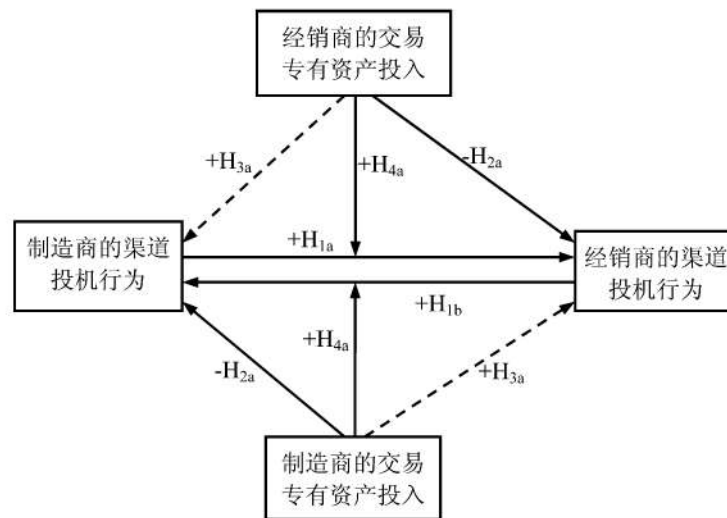 经销商的交易
专有资产投入
+H3a
+H4a
-H2a
制造商的渠道
投机行为
+H1a
经销商的渠道
投机行为
+H1b
+H4a
-H2a
+H3a
制造商的交易
专有资产投入